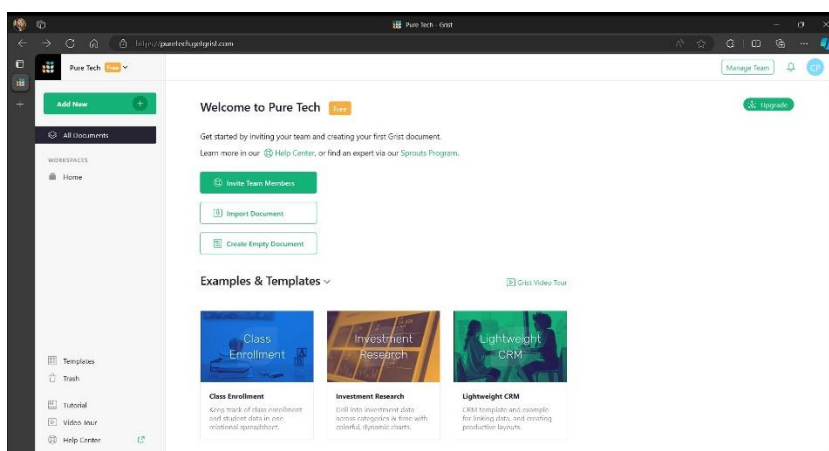 Pure Tech - Grist
https://puretech.getgrist.com
Pure Tech Free
Manage Team
CP
Add New +
All Documents
WORKSPACES
Home
Templates
Trash
Tutorial
Video Tour
Help Center
Welcome to Pure Tech Free
Upgrade
Get started by inviting your team and creating your first Grist document.
Learn more in our Help Center, or find an expert via our Sprouts Program.
Invite Team Members
Import Document
Create Empty Document
Examples & Templates
Grist Video Tour
Class
Enrollment
Class Enrollment
Keep track of class enrollment
and student data in one
relational spreadsheet.
Investment
Research
Investment Research
Drill into investment data
across categories & time with
colorful, dynamic charts.
Lightweight
CRM
Lightweight CRM
CRM template and example
for linking data, and creating
productive layouts.